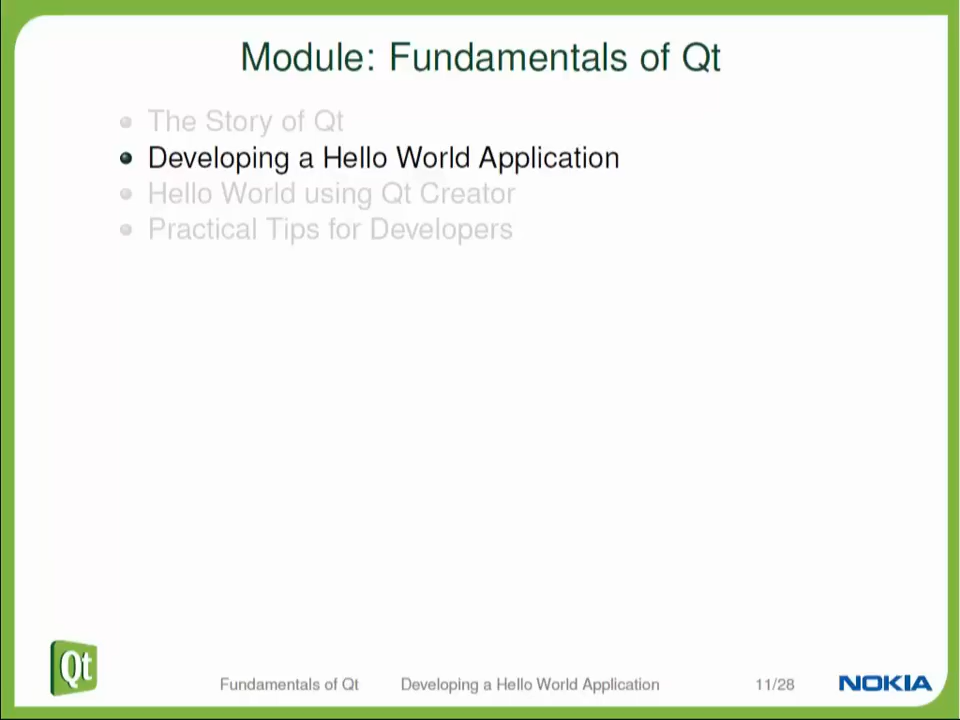 Module: Fundamentals of Qt
The Story of Qt
Developing a Hello World Application
Hello World using Qt Creator
Practical Tips for Developers
Qt
Fundamentals of Qt Developing a Hello World Application 11/28 NOKIA